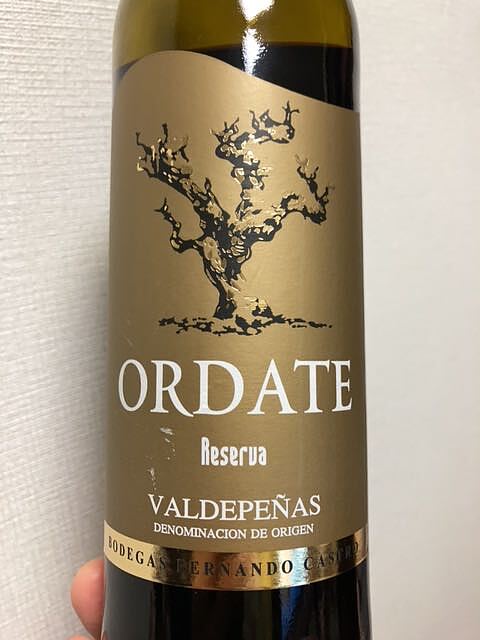 ORDATE
Reserva
VALDEPEÑAS
DENOMINACION DE ORIGEN
BODEGAS FERNANDO CASTRO